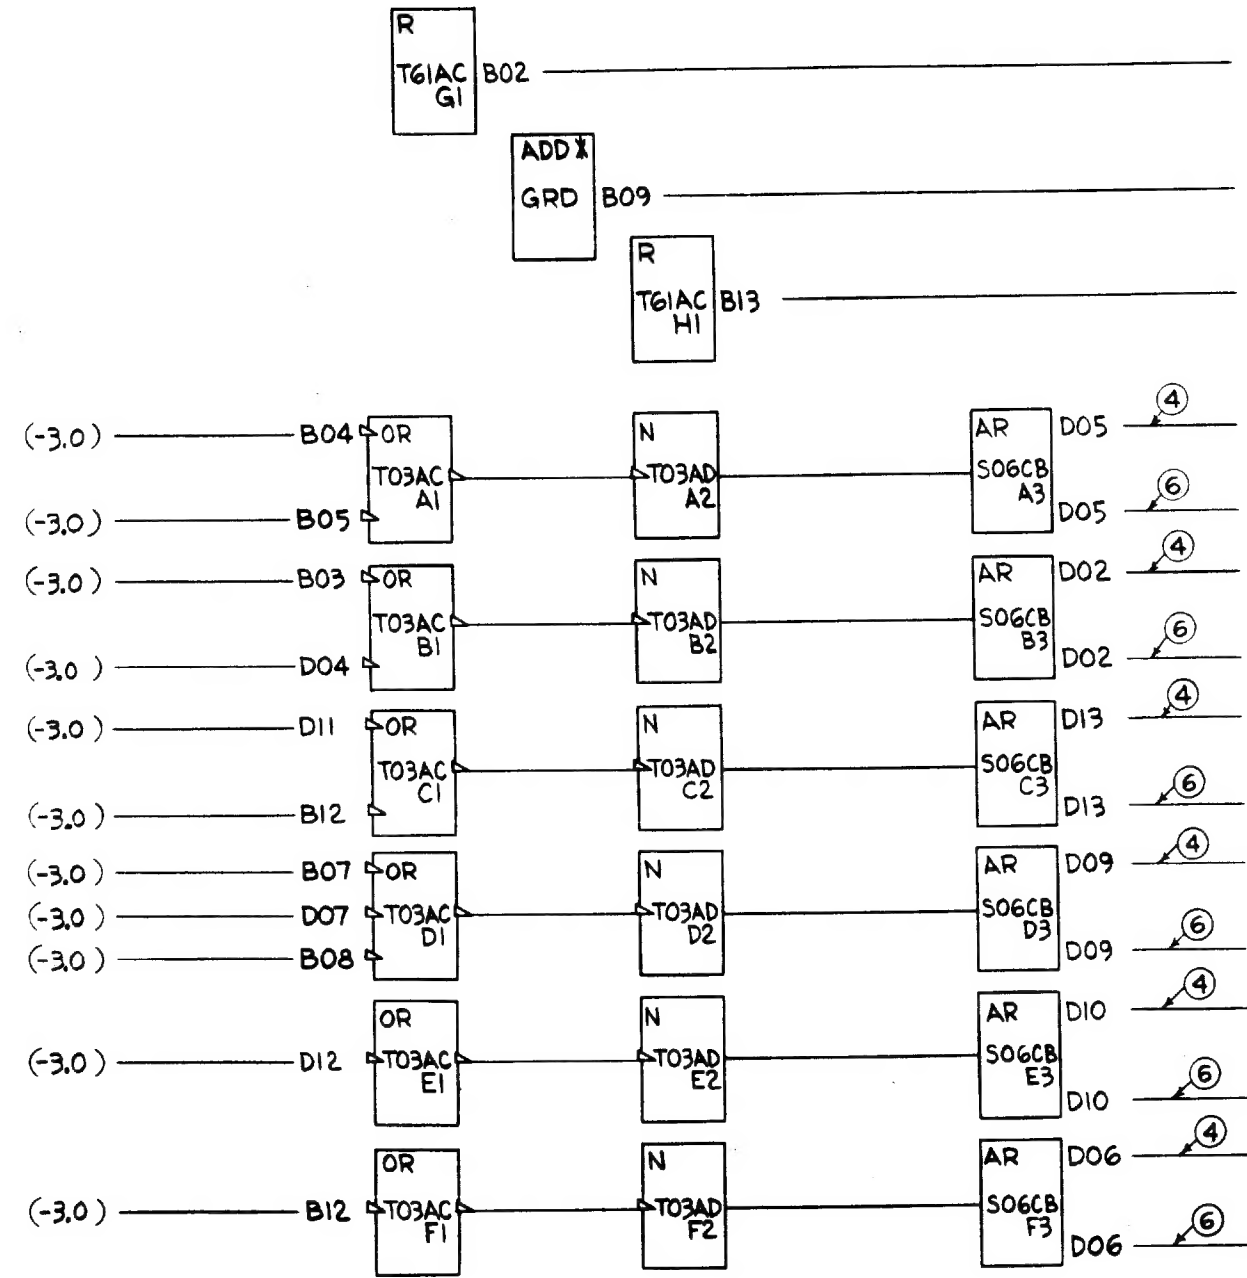 R
T61AC B02
G1
ADD *
GRD B09
R
T61AC B13
H1
(-3.0) B04 OR N AR D05 4
T03AC T03AD S06CB
A1 A2 A3
(-3.0) B05 D05 6
(-3.0) B03 OR N AR D02 4
T03AC T03AD S06CB
B1 B2 B3
(-3.0) D04 D02 6
(-3.0) D11 OR N AR D13 4
T03AC T03AD S06CB
C1 C2 C3
(-3.0) B12 D13 6
(-3.0) B07 OR N AR D09 4
(-3.0) D07 T03AC T03AD S06CB
D1 D2 D3
(-3.0) B08 D09 6
OR N AR D10 4
(-3.0) D12 T03AC T03AD S06CB
E1 E2 E3
D10 6
OR N AR D06 4
(-3.0) B12 T03AC T03AD S06CB
F1 F2 F3
D06 6